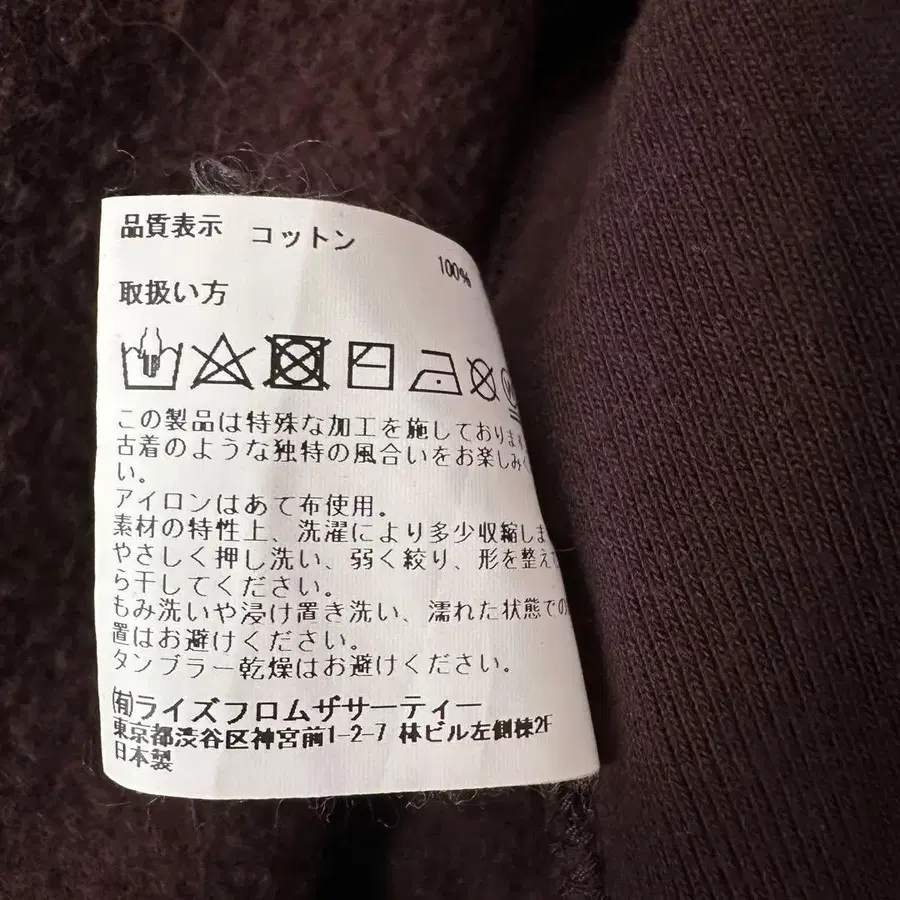 品質表示 コットン 100%
取扱い方
この製品は特殊な加工を施しております
古着のような独特の風合いをお楽しみく
い。
アイロンはあて布使用。
素材の特性上、洗濯により多少収縮しま
やさしく押し洗い、弱く絞り、形を整えて
ら干してください。
もみ洗いや浸け置き洗い、濡れた状態での
置はお避けください。
タンブラー乾燥はお避けください。
㈲ライズフロムザサーティー
東京都渋谷区神宮前1-2-7 林ビル左側棟2F
日本製